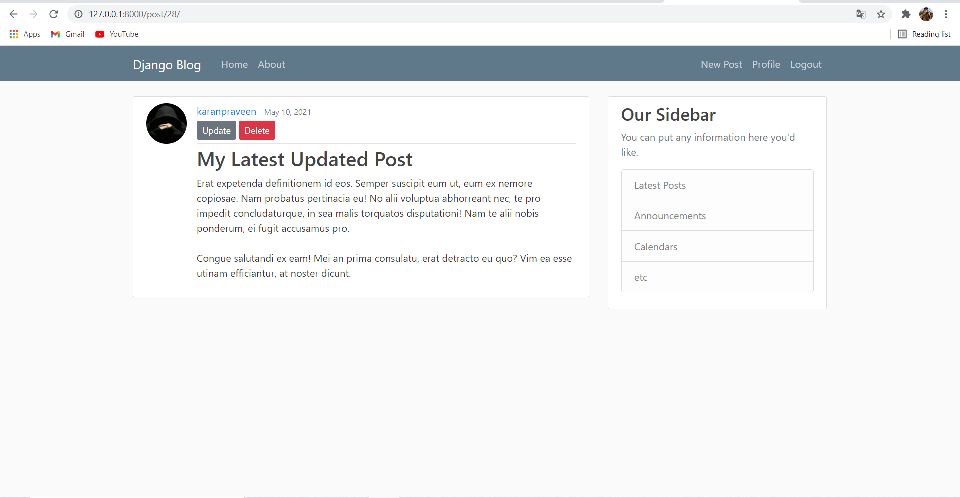 127.0.0.1:8000/post/28/
Apps Gmail YouTube Reading list
Django Blog Home About New Post Profile Logout
karanpraveen May 10, 2021
Update Delete
My Latest Updated Post
Erat expetenda definitionem id eos. Semper suscipit eum ut, eum ex nemore
copiosae. Nam probatus pertinacia eu! No alii voluptua abhorreant nec, te pro
impedit concludaturque, in sea malis torquatos disputationi! Nam te alii nobis
ponderum, ei fugit accusamus pro.
Congue salutandi ex eam! Mei an prima consulatu, erat detracto eu quo? Vim ea esse
utinam efficiantur, at noster dicunt.
Our Sidebar
You can put any information here you'd
like.
Latest Posts
Announcements
Calendars
etc